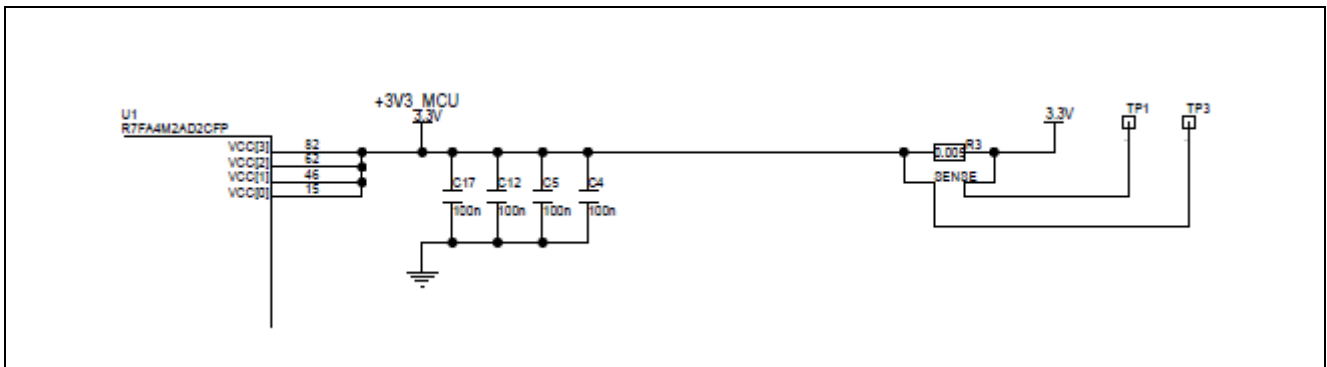 U1
R7FA4M2AD2CFP
VCC[3] 82
VCC[2] 62
VCC[1] 46
VCC[0] 15
+3V3_MCU
3.3V
C17 C12 C5 C4
100n 100n 100n 100n
3.3V
0.005 R3
SENSE
TP1 TP3